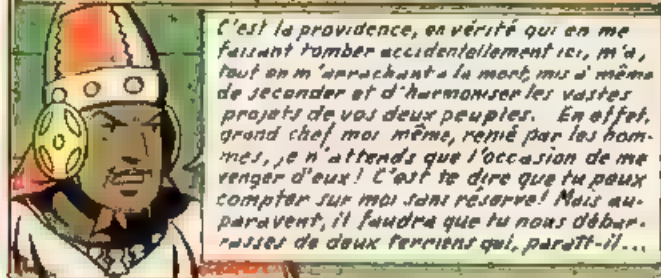 C'est la providence, en vérité qui en me
faisant tomber accidentellement ici, m'a,
tout en m'arrachant a la mort, mis à même
de seconder et d'harmoniser les vastes
projets de vos deux peuples. En effet,
grand chef moi même, renié par les hom-
mes, je n'attends que l'occasion de me
venger d'eux! C'est te dire que tu peux
compter sur moi sans réserve! Mais au-
paravent, il faudra que tu nous débar-
rasses de deux terriens qui, paraît-il...